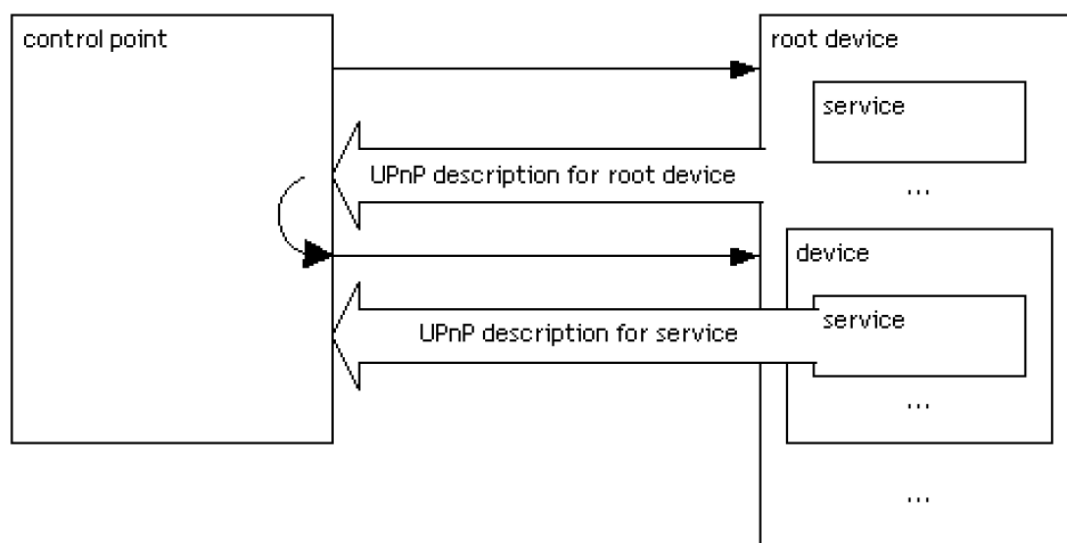 control point
root device
service
UPnP description for root device
...
device
service
UPnP description for service
...
...